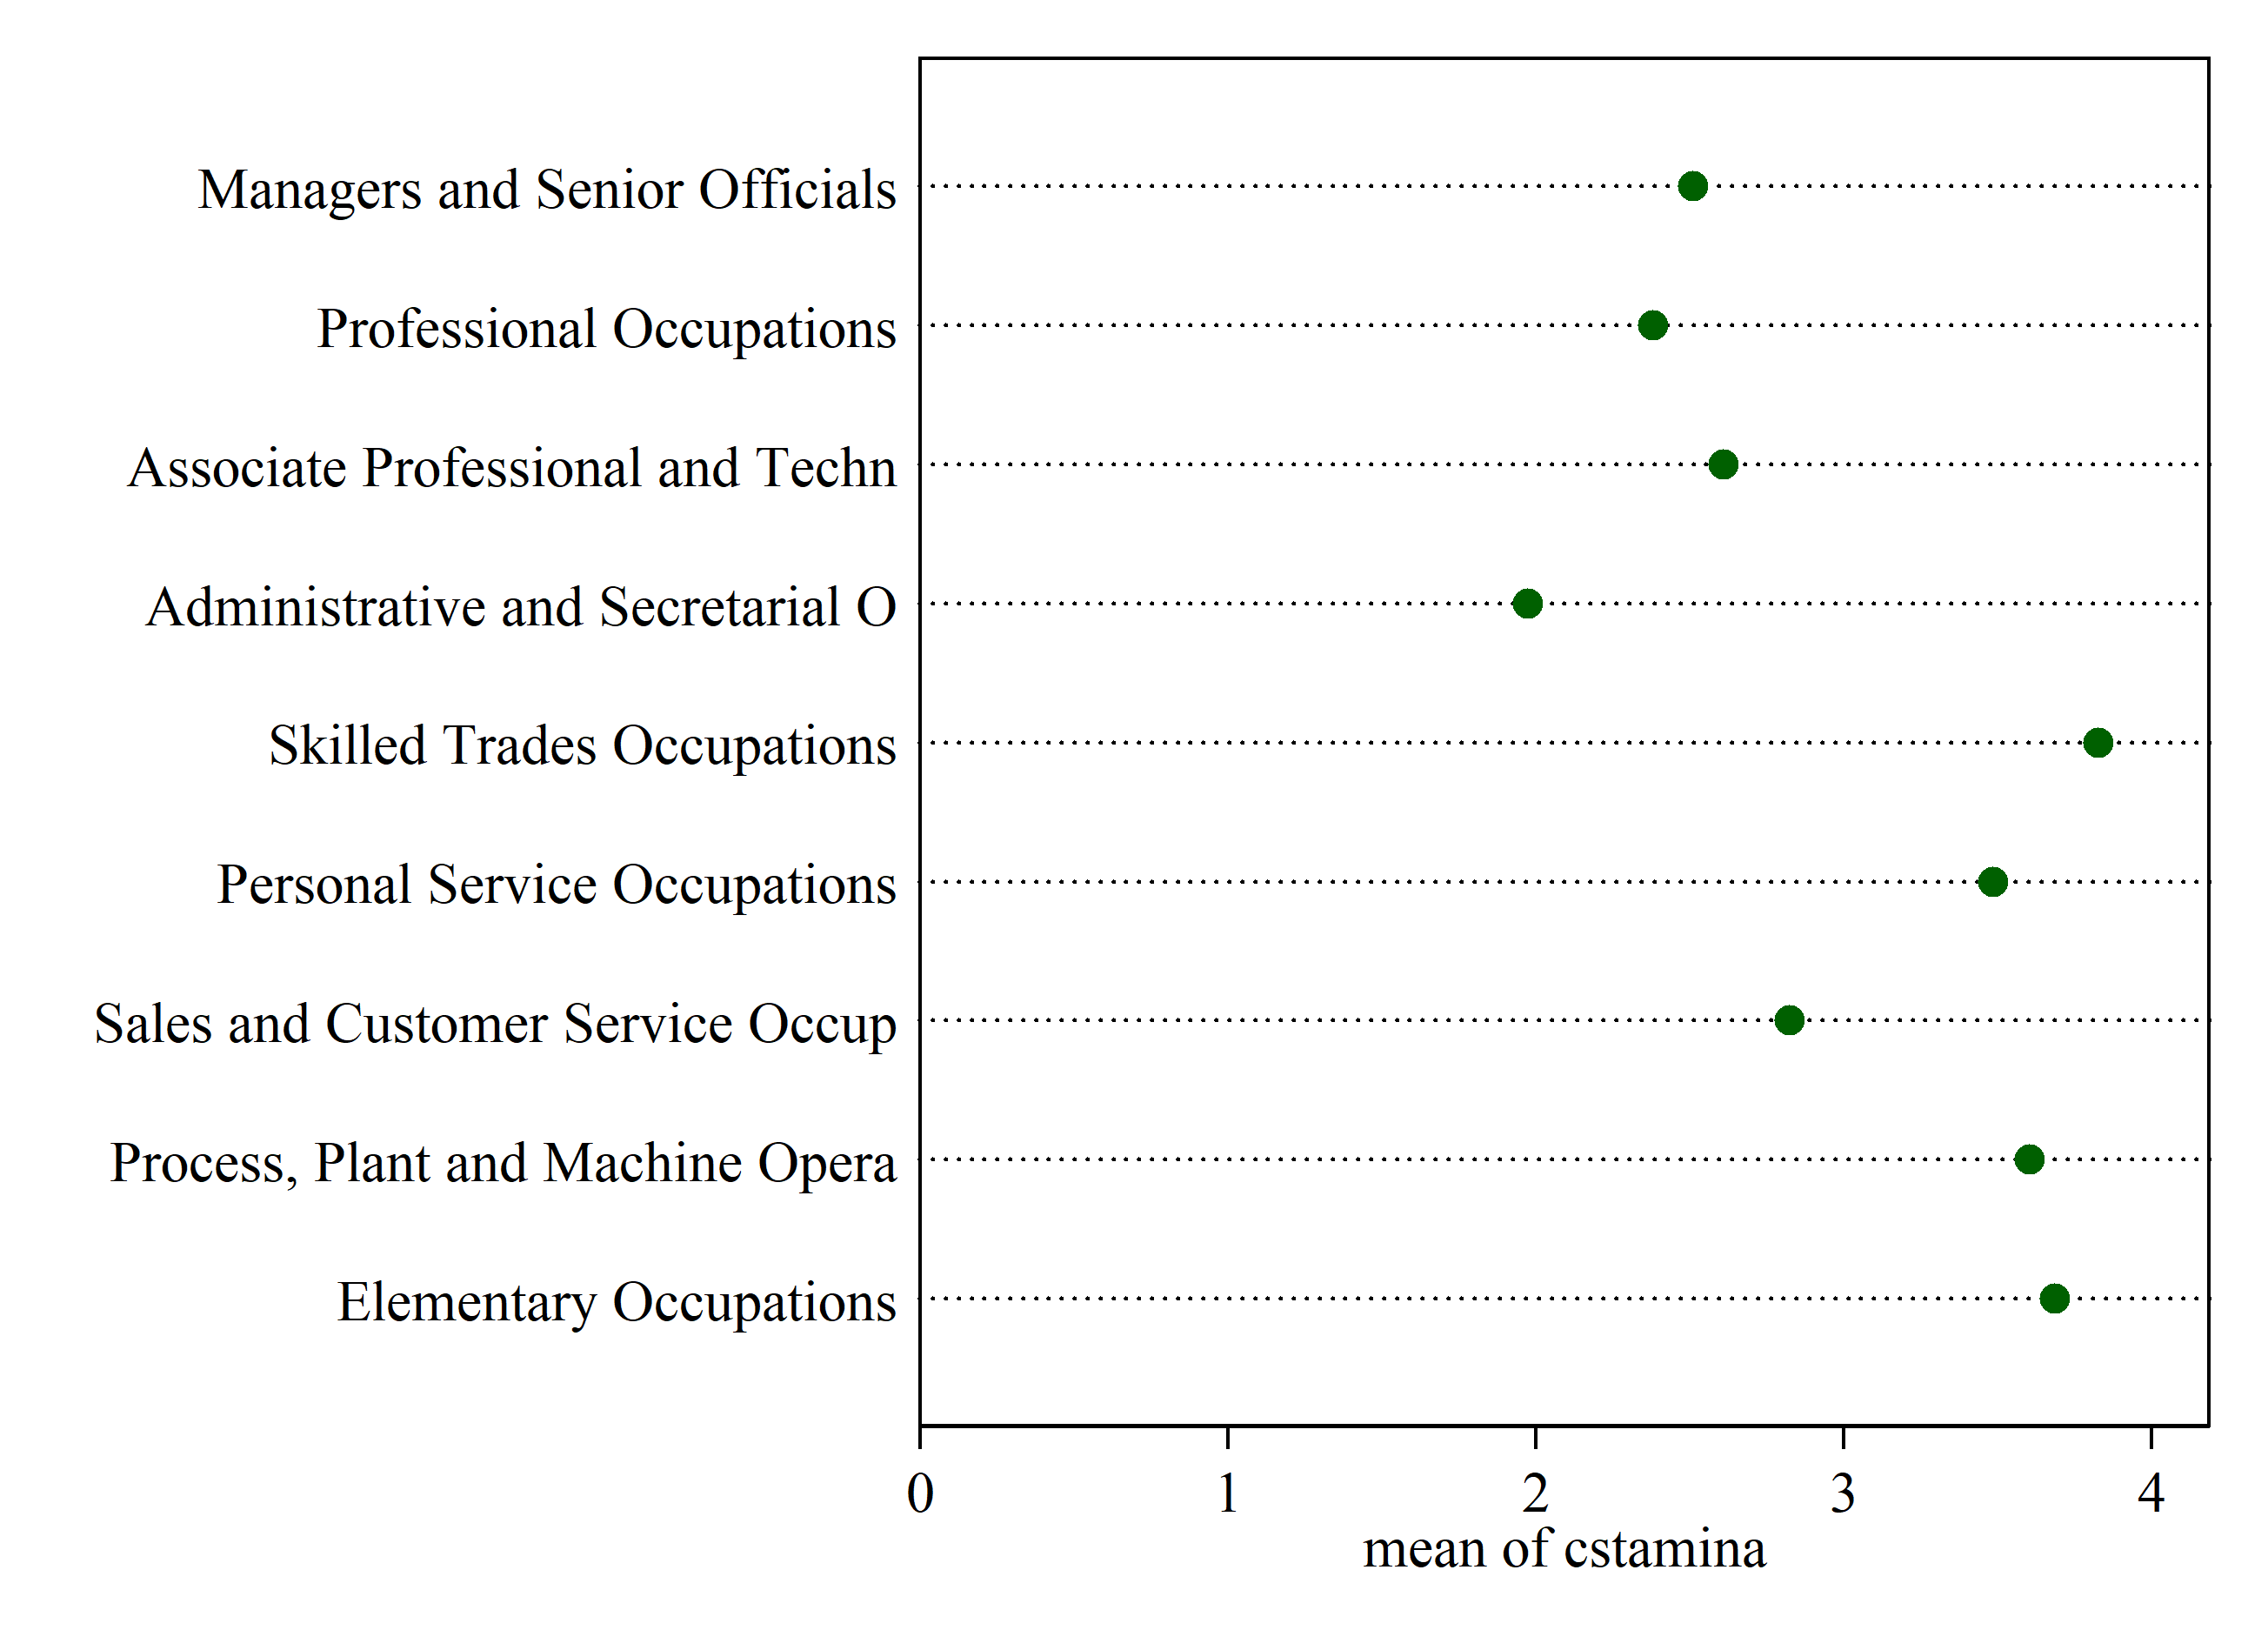 Managers and Senior Officials
Professional Occupations
Associate Professional and Techn
Administrative and Secretarial O
Skilled Trades Occupations
Personal Service Occupations
Sales and Customer Service Occup
Process, Plant and Machine Opera
Elementary Occupations
0 1 2 3 4
mean of cstamina